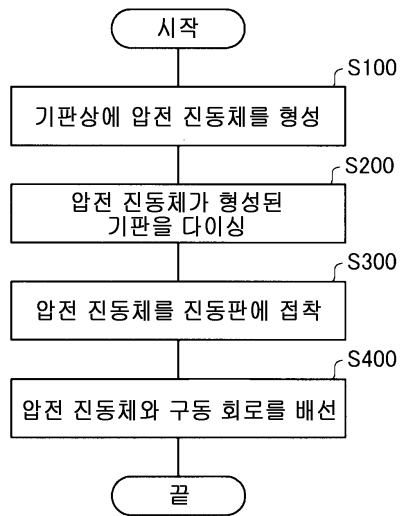 시작
S100
기판상에 압전 진동체를 형성
S200
압전 진동체가 형성된
기판을 다이싱
S300
압전 진동체를 진동판에 접착
S400
압전 진동체와 구동 회로를 배선
끝